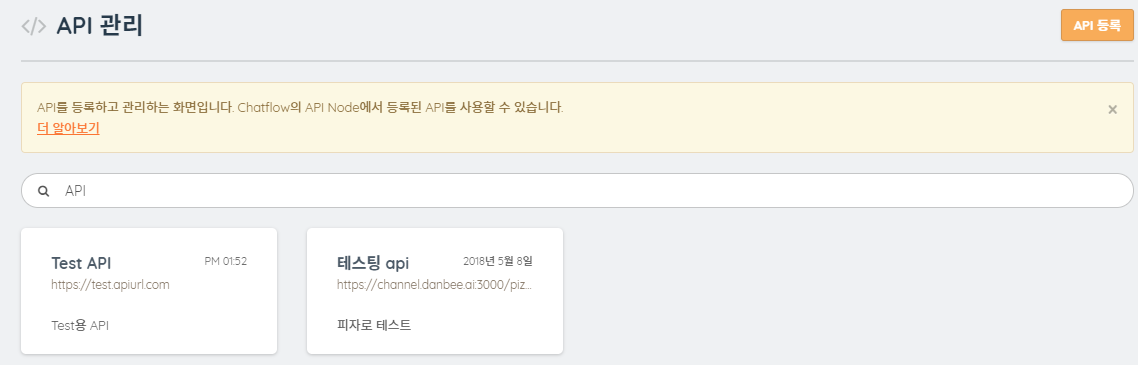 </> API 관리
API 등록
API를 등록하고 관리하는 화면입니다. Chatflow의 API Node에서 등록된 API를 사용할 수 있습니다.
더 알아보기
×
API
Test API
PM 01:52
https://test.apiurl.com
Test용 API
테스팅 api
2018년 5월 8일
https://channel.danbee.ai:3000/piz...
피자로 테스트